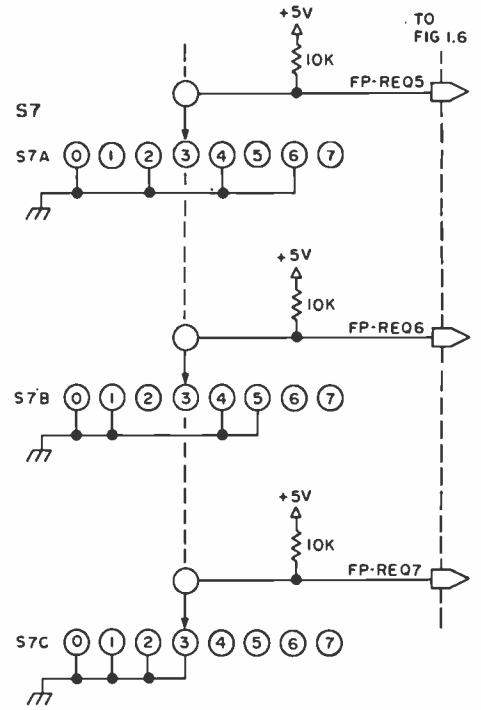 +5V
TO
FIG 1.6
10K
FP-REQ5
S7
S7A 0 1 2 3 4 5 6 7
+5V
10K
FP-REQ6
S7B 0 1 2 3 4 5 6 7
+5V
10K
FP-REQ7
S7C 0 1 2 3 4 5 6 7